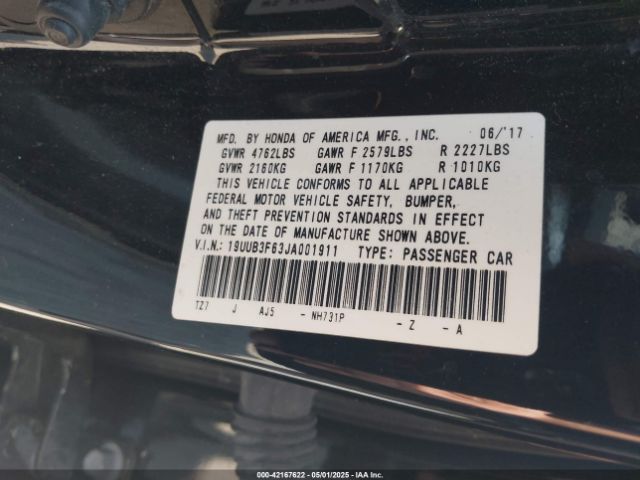 MFD. BY HONDA OF AMERICA MFG., INC. 06/'17
GVWR 4762LBS GAWR F 2579LBS R 2227LBS
GVWR 2160KG GAWR F 1170KG R 1010KG
THIS VEHICLE CONFORMS TO ALL APPLICABLE
FEDERAL MOTOR VEHICLE SAFETY, BUMPER,
AND THEFT PREVENTION STANDARDS IN EFFECT
ON THE DATE OF MANUFACTURE SHOWN ABOVE.
V.I.N.: 19UUB3F63JA001911 TYPE: PASSENGER CAR
TZ7 J AJ5 - NH731P - Z - A
000-42167622 - 05/01/2025 - IAA Inc.